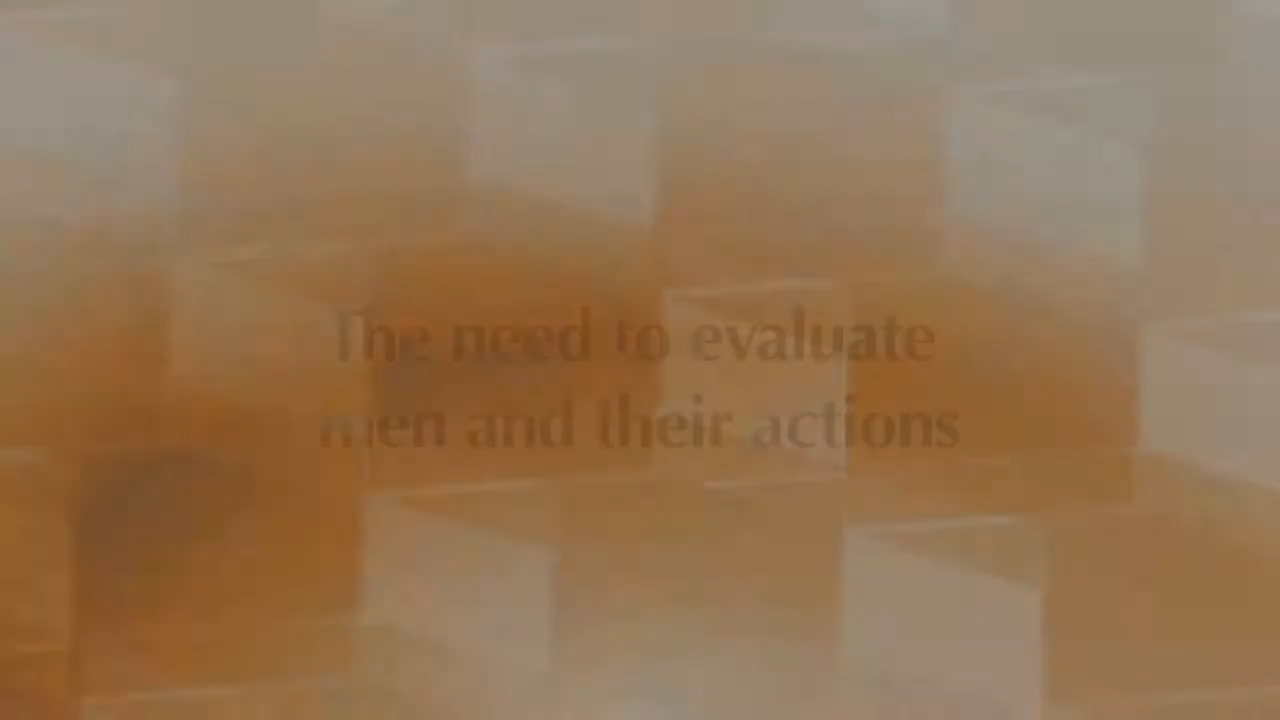 The need to evaluate
men and their actions